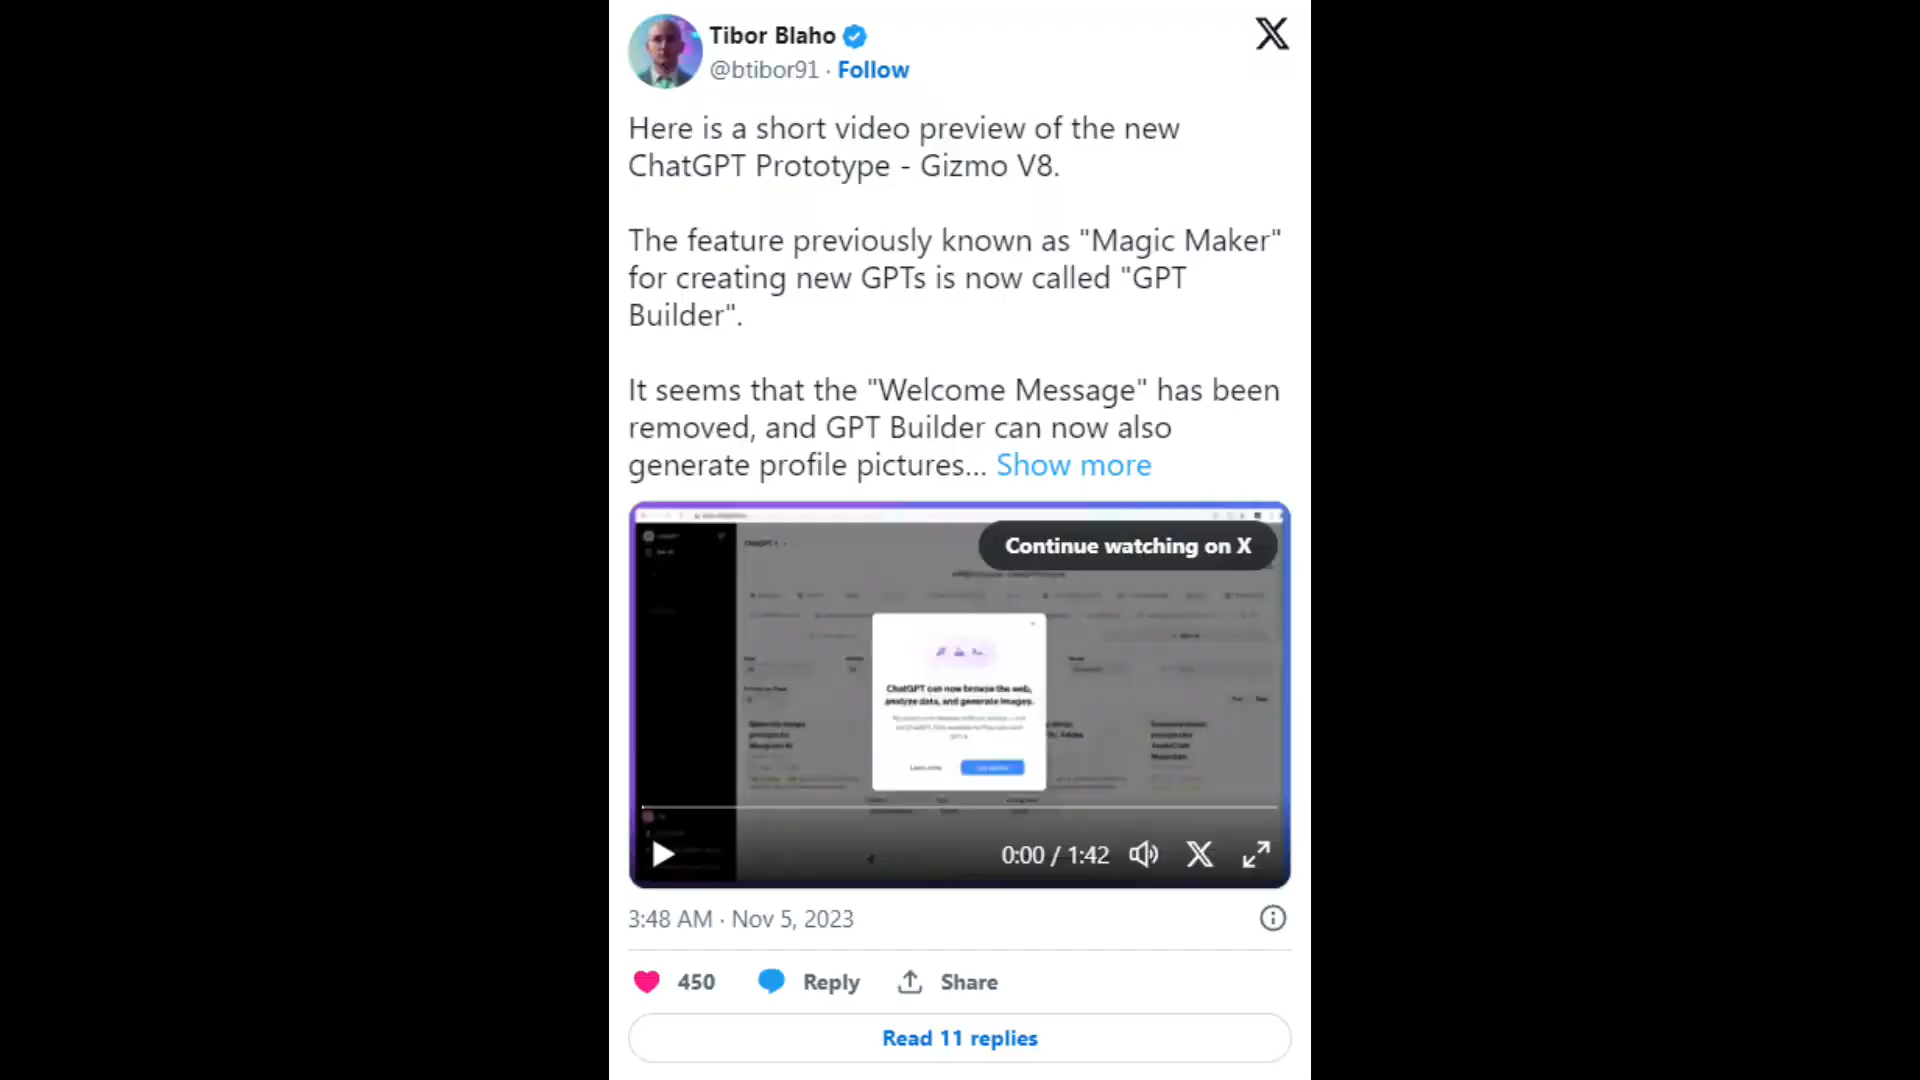 Tibor Blaho
@btibor91 · Follow
Here is a short video preview of the new
ChatGPT Prototype - Gizmo V8.
The feature previously known as "Magic Maker"
for creating new GPTs is now called "GPT
Builder".
It seems that the "Welcome Message" has been
removed, and GPT Builder can now also
generate profile pictures... Show more
Continue watching on X
ChatGPT can now browse the web,
analyze data, and generate images.
Learn more
0:00 / 1:42
3:48 AM · Nov 5, 2023
450 Reply Share
Read 11 replies